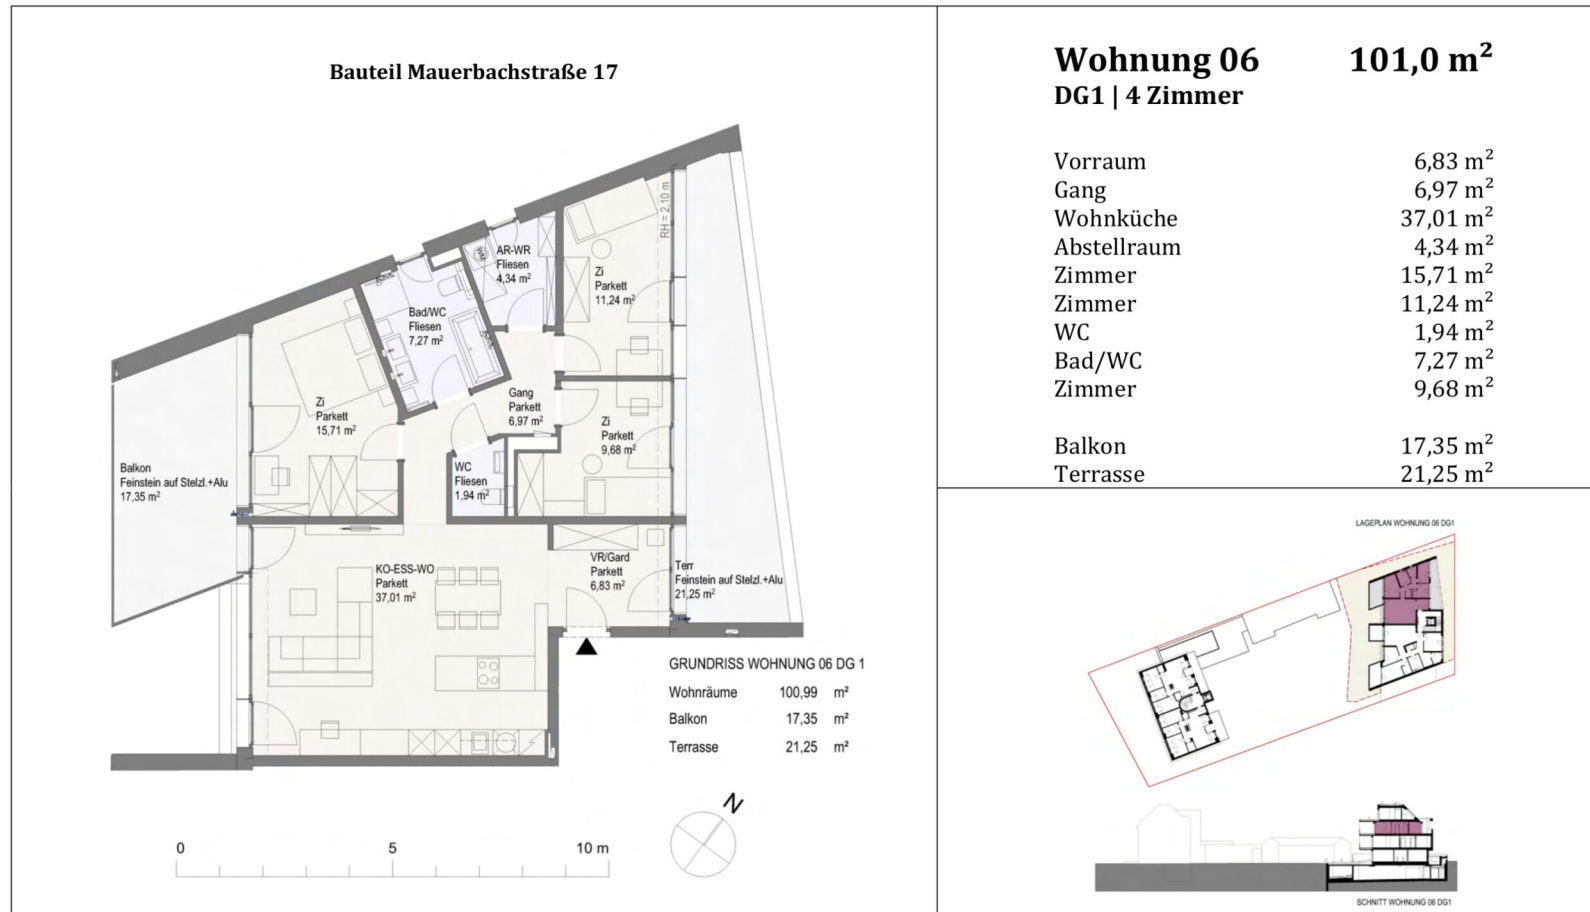 Bauteil Mauerbachstraße 17
RH = 2,10 m
AR-WR
Fliesen
4,34 m²
WM
Zi
Parkett
11,24 m²
Bad/WC
Fliesen
7,27 m²
Gang
Parkett
6,97 m²
Zi
Parkett
15,71 m²
Zi
Parkett
9,68 m²
WC
Fliesen
1,94 m²
Balkon
Feinstein auf Stelzl.+Alu
17,35 m²
KO-ESS-WO
Parkett
37,01 m²
VR/Gard
Parkett
6,83 m²
Terr
Feinstein auf Stelzl.+Alu
21,25 m²
GRUNDRISS WOHNUNG 06 DG 1
Wohnräume 100,99 m²
Balkon 17,35 m²
Terrasse 21,25 m²
N
0 5 10 m
Wohnung 06 101,0 m²
DG1 | 4 Zimmer
Vorraum 6,83 m²
Gang 6,97 m²
Wohnküche 37,01 m²
Abstellraum 4,34 m²
Zimmer 15,71 m²
Zimmer 11,24 m²
WC 1,94 m²
Bad/WC 7,27 m²
Zimmer 9,68 m²
Balkon 17,35 m²
Terrasse 21,25 m²
LAGEPLAN WOHNUNG 06 DG1
SCHNITT WOHNUNG 06 DG1